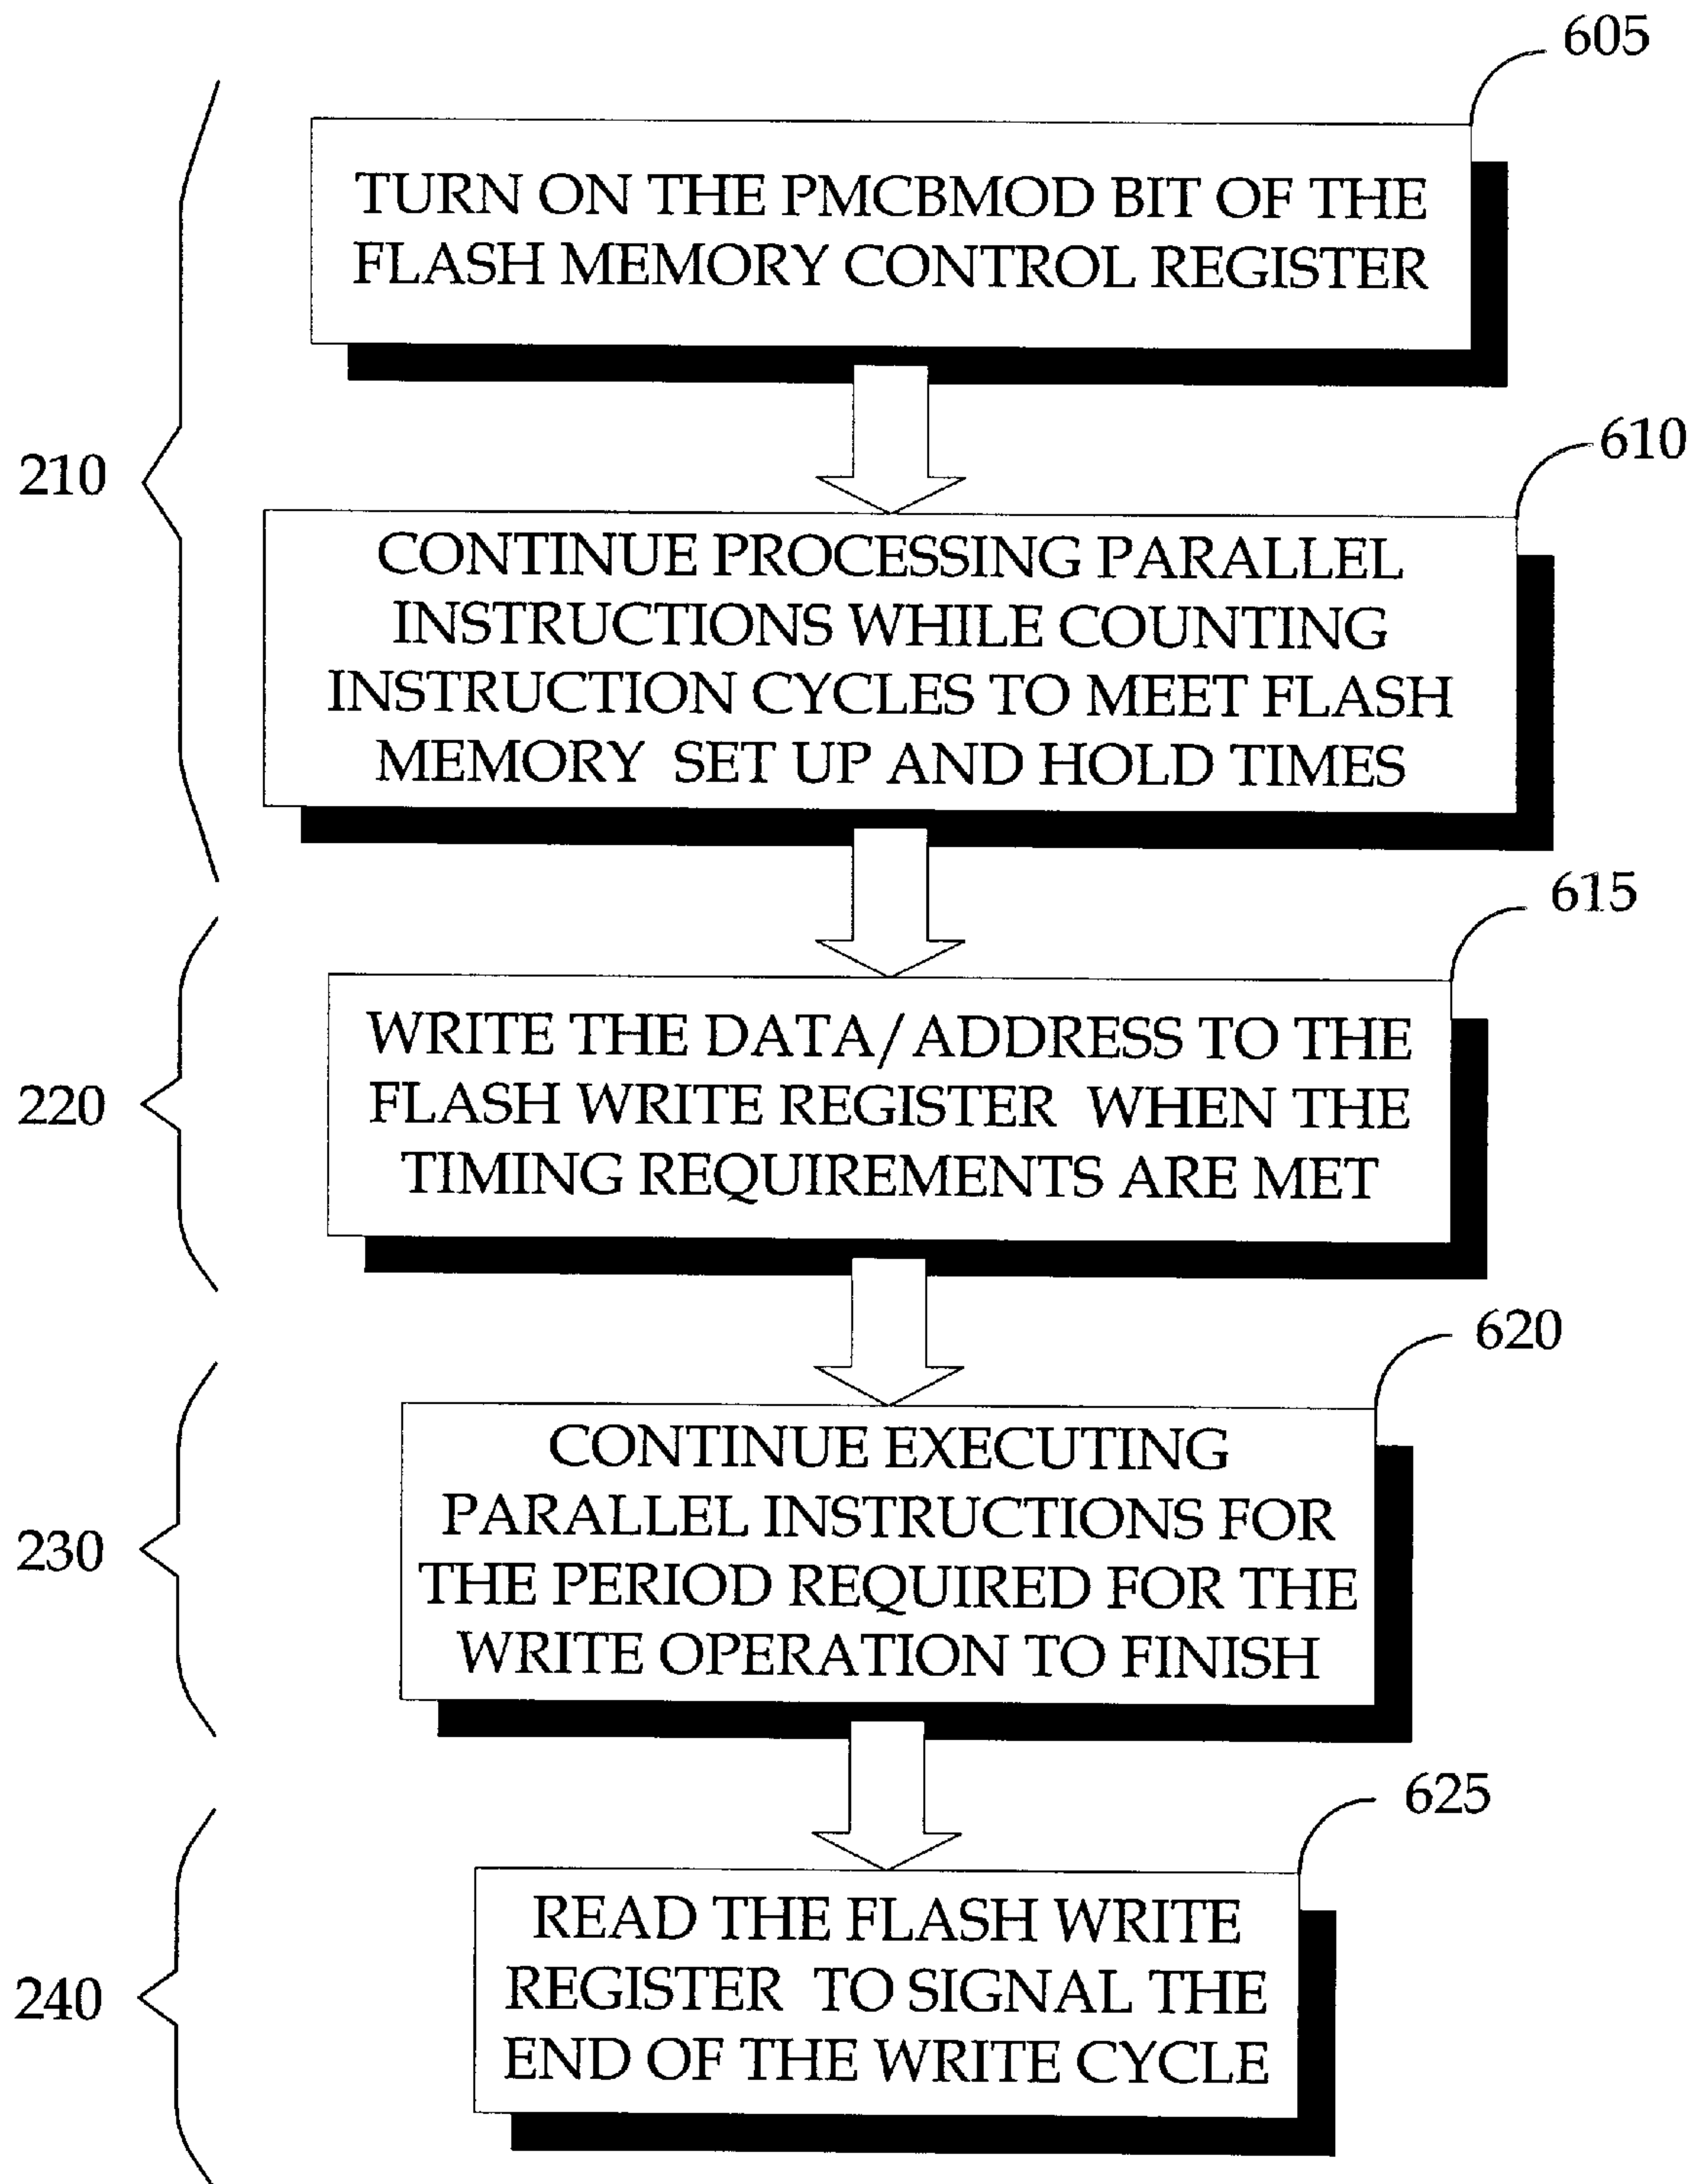 605
TURN ON THE PMCBMOD BIT OF THE
FLASH MEMORY CONTROL REGISTER
210
610
CONTINUE PROCESSING PARALLEL
INSTRUCTIONS WHILE COUNTING
INSTRUCTION CYCLES TO MEET FLASH
MEMORY SET UP AND HOLD TIMES
615
WRITE THE DATA/ADDRESS TO THE
FLASH WRITE REGISTER WHEN THE
TIMING REQUIREMENTS ARE MET
220
620
CONTINUE EXECUTING
PARALLEL INSTRUCTIONS FOR
THE PERIOD REQUIRED FOR THE
WRITE OPERATION TO FINISH
230
625
READ THE FLASH WRITE
REGISTER TO SIGNAL THE
END OF THE WRITE CYCLE
240